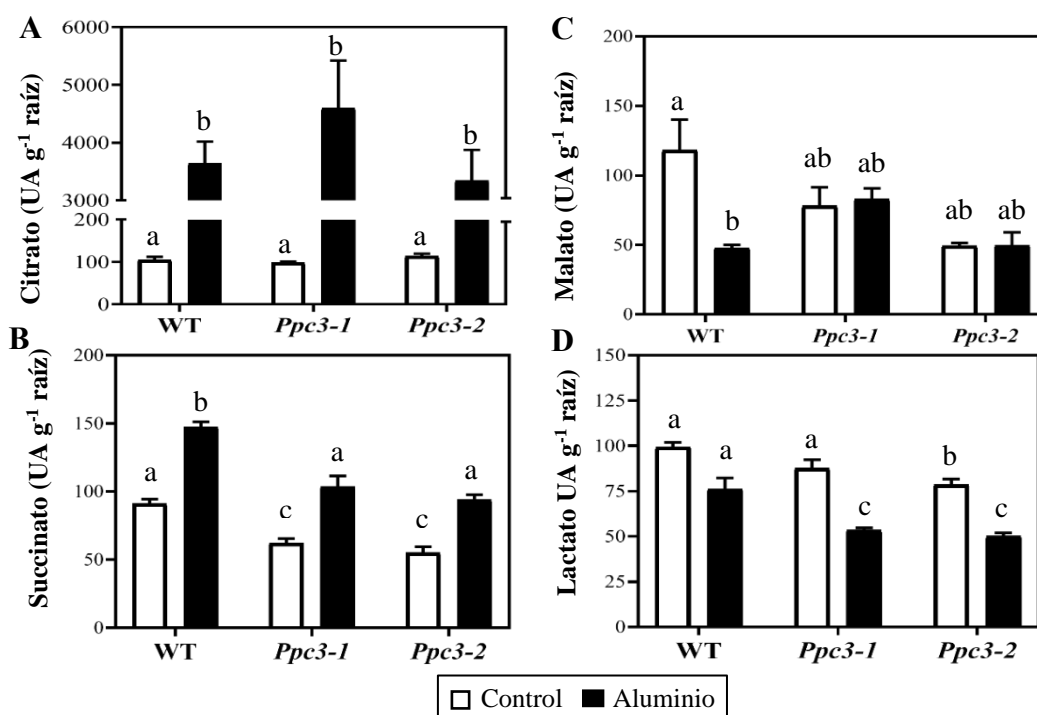 A
Citrato (UA g⁻¹ raíz)
6000
5000
4000
3000
200
100
0
a
b
a
b
a
b
WT
Ppc3-1
Ppc3-2
C
Malato (UA g⁻¹ raíz)
200
150
100
50
0
a
b
ab
ab
ab
ab
WT
Ppc3-1
Ppc3-2
B
Succinato (UA g⁻¹ raíz)
200
150
100
50
0
a
b
c
a
c
a
WT
Ppc3-1
Ppc3-2
D
Lactato UA g⁻¹ raíz)
150
125
100
75
50
25
0
a
a
a
c
b
c
WT
Ppc3-1
Ppc3-2
Control Aluminio